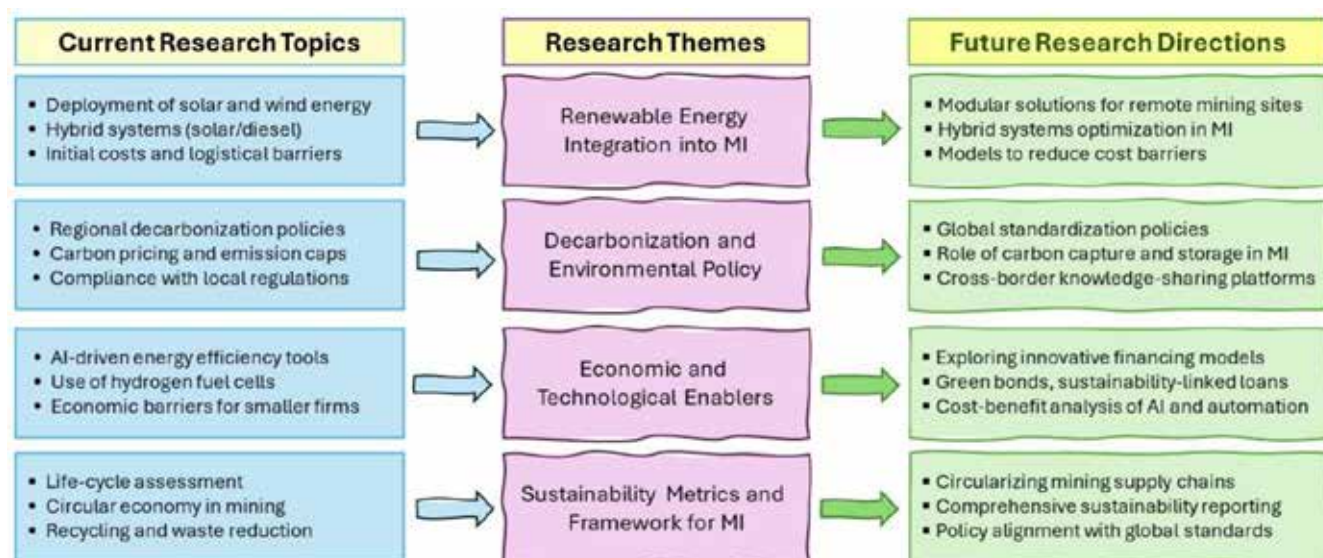 Current Research Topics
Research Themes
Future Research Directions
▪ Deployment of solar and wind energy
▪ Hybrid systems (solar/diesel)
▪ Initial costs and logistical barriers
Renewable Energy
Integration into MI
▪ Modular solutions for remote mining sites
▪ Hybrid systems optimization in MI
▪ Models to reduce cost barriers
• Regional decarbonization policies
• Carbon pricing and emission caps
• Compliance with local regulations
Decarbonization and
Environmental Policy
▪ Global standardization policies
▪ Role of carbon capture and storage in MI
▪ Cross-border knowledge-sharing platforms
• AI-driven energy efficiency tools
• Use of hydrogen fuel cells
• Economic barriers for smaller firms
Economic and
Technological Enablers
▪ Exploring innovative financing models
▪ Green bonds, sustainability-linked loans
▪ Cost-benefit analysis of AI and automation
▪ Life-cycle assessment
▪ Circular economy in mining
▪ Recycling and waste reduction
Sustainability Metrics and
Framework for MI
▪ Circularizing mining supply chains
▪ Comprehensive sustainability reporting
▪ Policy alignment with global standards